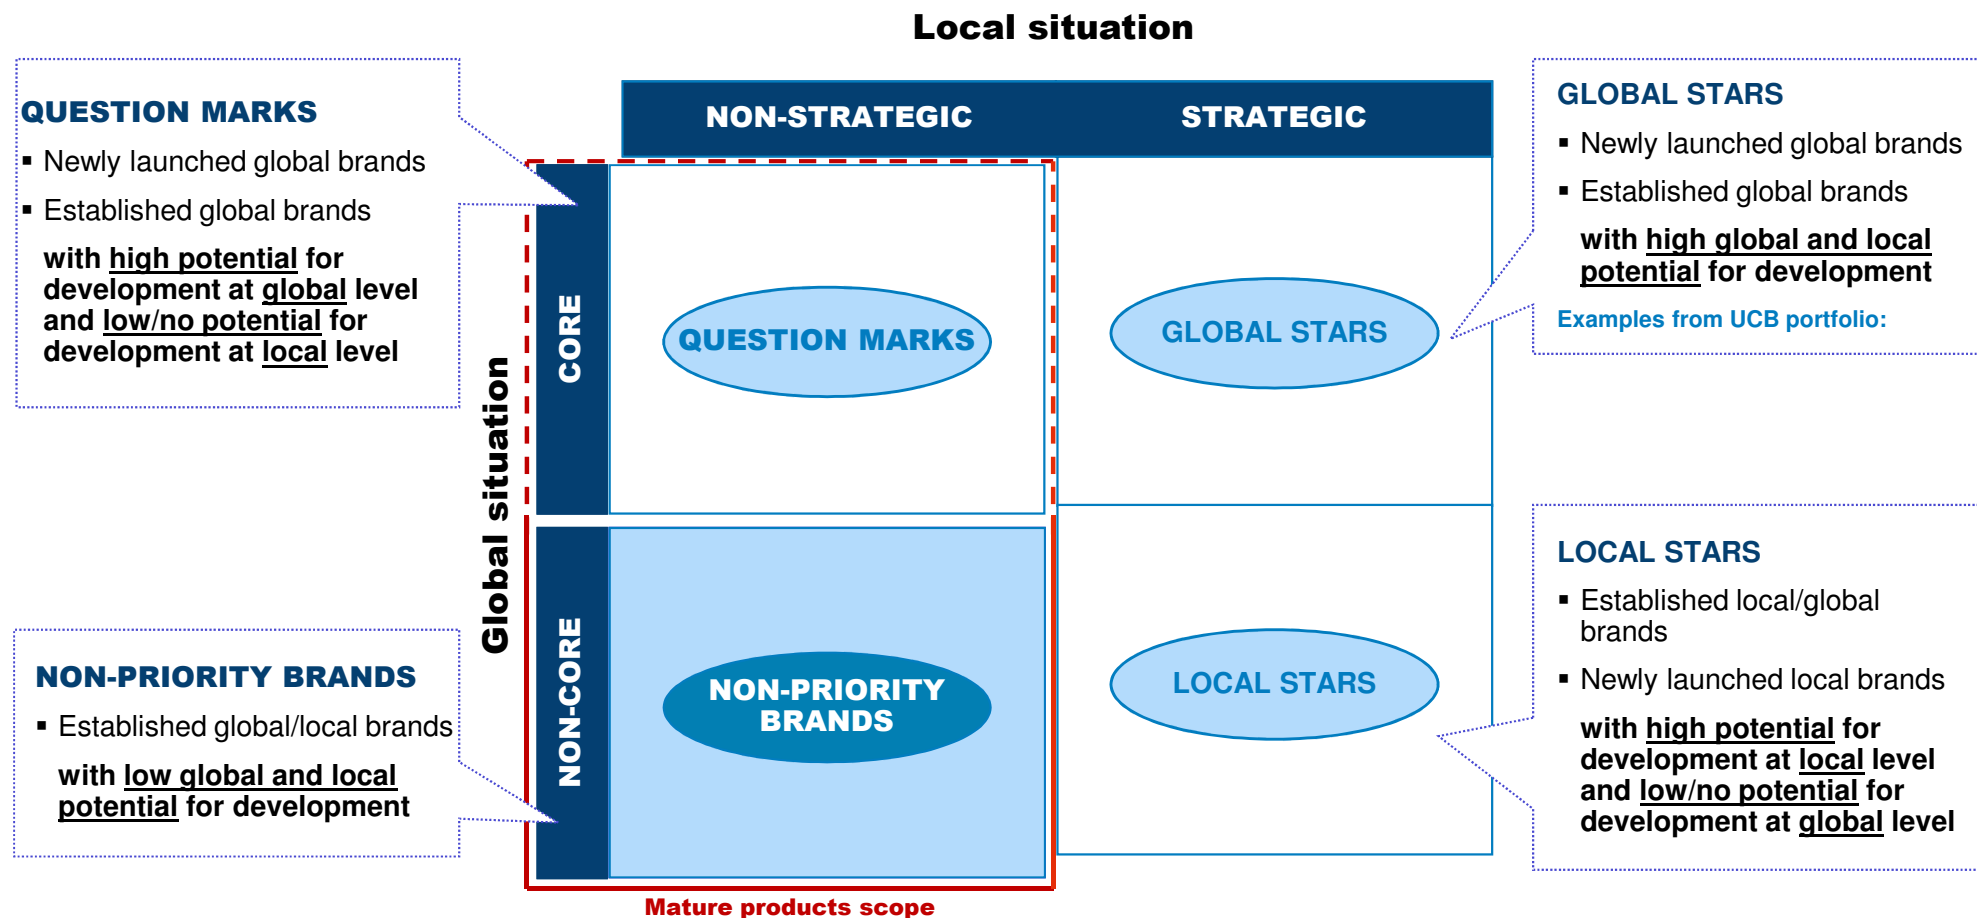 Local situation
QUESTION MARKS
▪ Newly launched global brands
▪ Established global brands
with high potential for
development at global level
and low/no potential for
development at local level
NON-PRIORITY BRANDS
▪ Established global/local brands
with low global and local
potential for development
Global situation
NON-STRATEGIC
STRATEGIC
CORE
QUESTION MARKS
GLOBAL STARS
NON-CORE
NON-PRIORITY
BRANDS
LOCAL STARS
Mature products scope
GLOBAL STARS
▪ Newly launched global brands
▪ Established global brands
with high global and local
potential for development
Examples from UCB portfolio:
LOCAL STARS
▪ Established local/global
brands
▪ Newly launched local brands
with high potential for
development at local level
and low/no potential for
development at global level